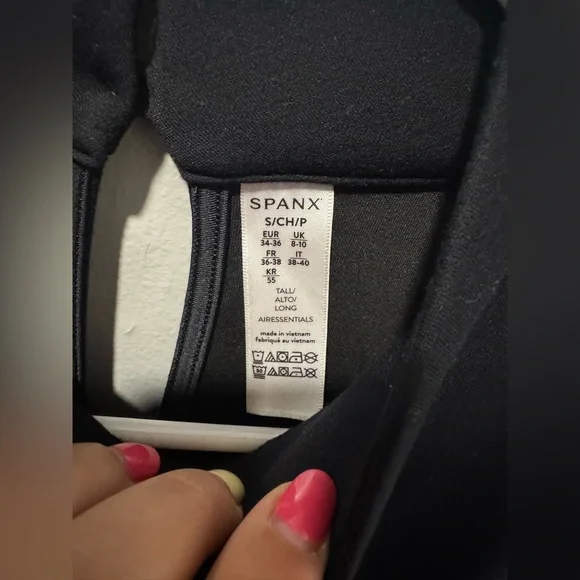 SPANX
S/CH/P
EUR UK
34-36 8-10
FR IT
36-38 38-40
KR
55
TALL/
ALTO/
LONG
AIRESSENTIALS
made in vietnam
fabriqué au vietnam